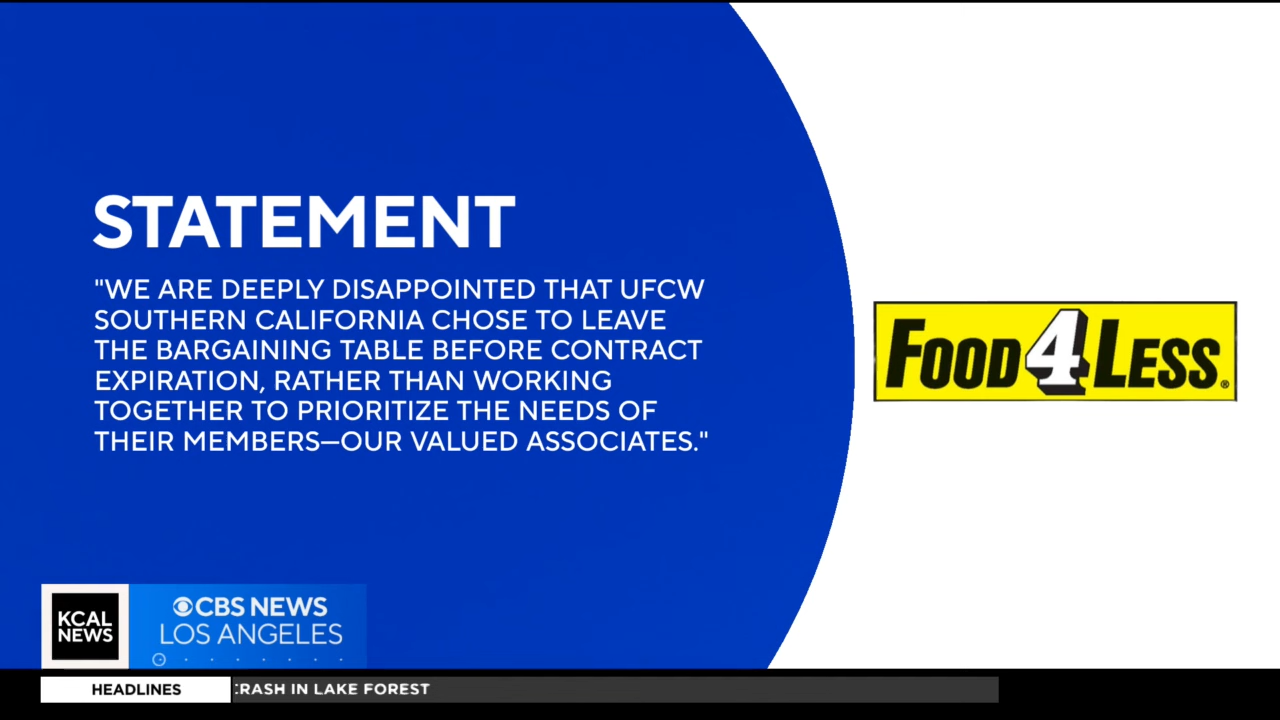 STATEMENT
"WE ARE DEEPLY DISAPPOINTED THAT UFCW
SOUTHERN CALIFORNIA CHOSE TO LEAVE
THE BARGAINING TABLE BEFORE CONTRACT
EXPIRATION, RATHER THAN WORKING
TOGETHER TO PRIORITIZE THE NEEDS OF
THEIR MEMBERS—OUR VALUED ASSOCIATES."
FOOD 4 LESS®
KCAL
NEWS
CBS NEWS
LOS ANGELES
HEADLINES
RASH IN LAKE FOREST